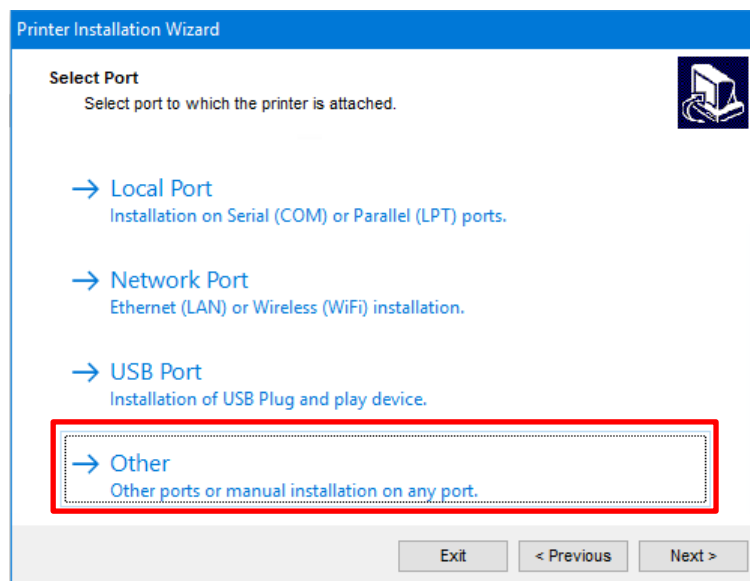 Printer Installation Wizard
Select Port
Select port to which the printer is attached.
Local Port
Installation on Serial (COM) or Parallel (LPT) ports.
Network Port
Ethernet (LAN) or Wireless (WiFi) installation.
USB Port
Installation of USB Plug and play device.
Other
Other ports or manual installation on any port.
Exit < Previous Next >